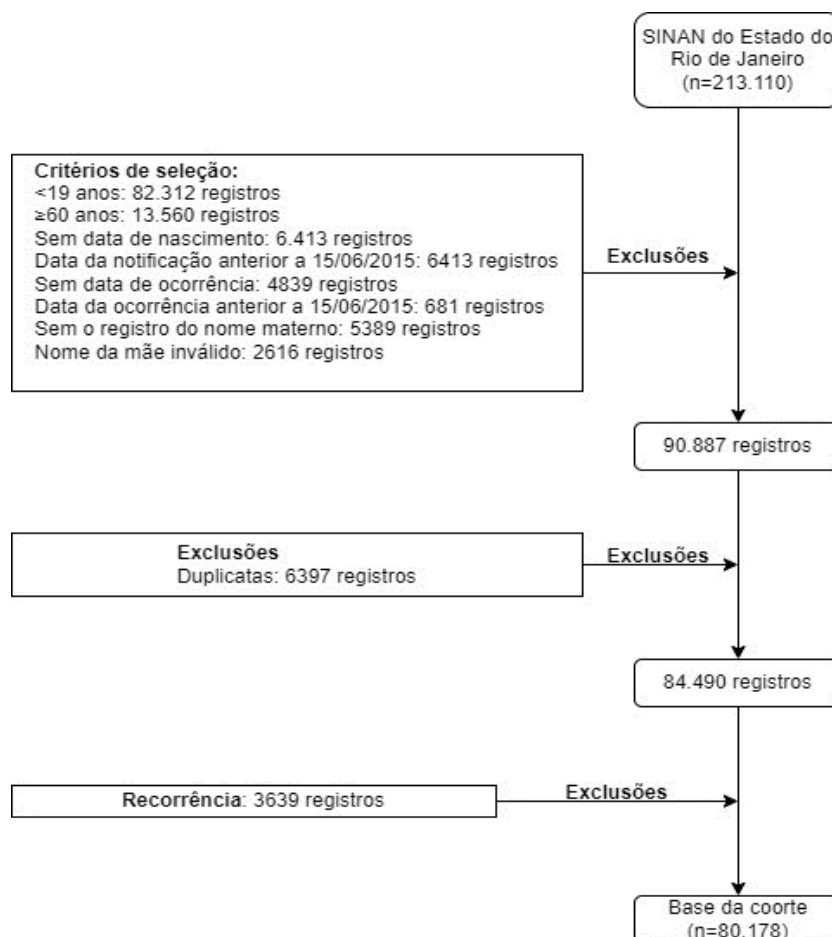 SINAN do Estado do
Rio de Janeiro
(n=213.110)
Critérios de seleção:
<19 anos: 82.312 registros
≥60 anos: 13.560 registros
Sem data de nascimento: 6.413 registros
Data da notificação anterior a 15/06/2015: 6413 registros
Sem data de ocorrência: 4839 registros
Data da ocorrência anterior a 15/06/2015: 681 registros
Sem o registro do nome materno: 5389 registros
Nome da mãe inválido: 2616 registros
Exclusões
90.887 registros
Exclusões
Duplicatas: 6397 registros
Exclusões
84.490 registros
Recorrência: 3639 registros
Exclusões
Base da coorte
(n=80.178)